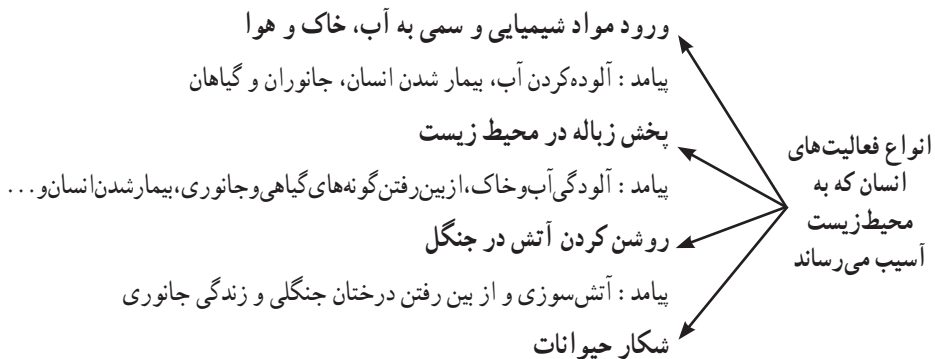 انواع فعالیت‌های
انسان که به
محیط‌زیست
آسیب می‌رساند
ورود مواد شیمیایی و سمی به آب، خاک و هوا
پیامد : آلوده‌کردن آب، بیمار شدن انسان، جانوران و گیاهان
پخش زباله در محیط زیست
پیامد : آلودگی‌آب‌وخاک،ازبین‌رفتن‌گونه‌های‌گیاهی‌وجانوری،بیمارشدن‌انسان‌و...
روشن کردن آتش در جنگل
پیامد : آتش‌سوزی و از بین رفتن درختان جنگلی و زندگی جانوری
شکار حیوانات